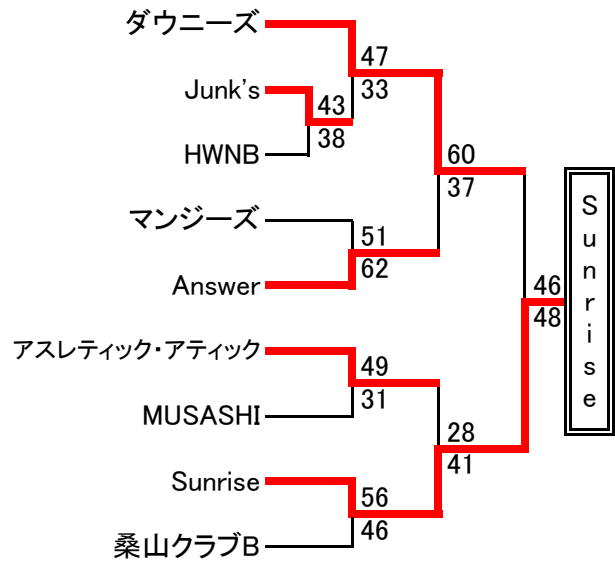 ダウニーズ
47
33
Junk's
43
38
HWNB
60
37
マンジーズ
51
62
Answer
46
48
Sunrise
アスレティック・アティック
49
31
MUSASHI
28
41
Sunrise
56
46
桑山クラブB